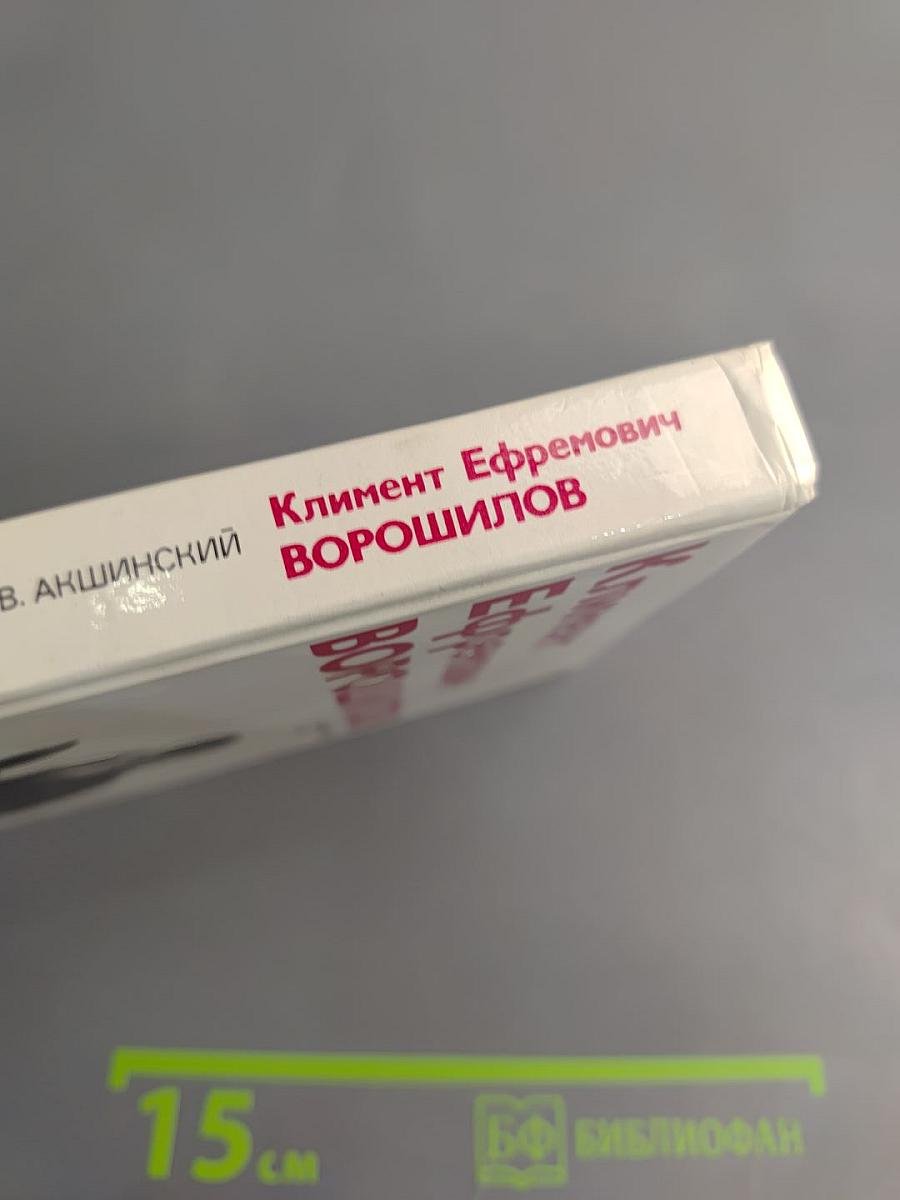 В. АКШИНСКИЙ
Климент Ефремович
ВОРОШИЛОВ
15 см
БФ БИБЛИОФАН